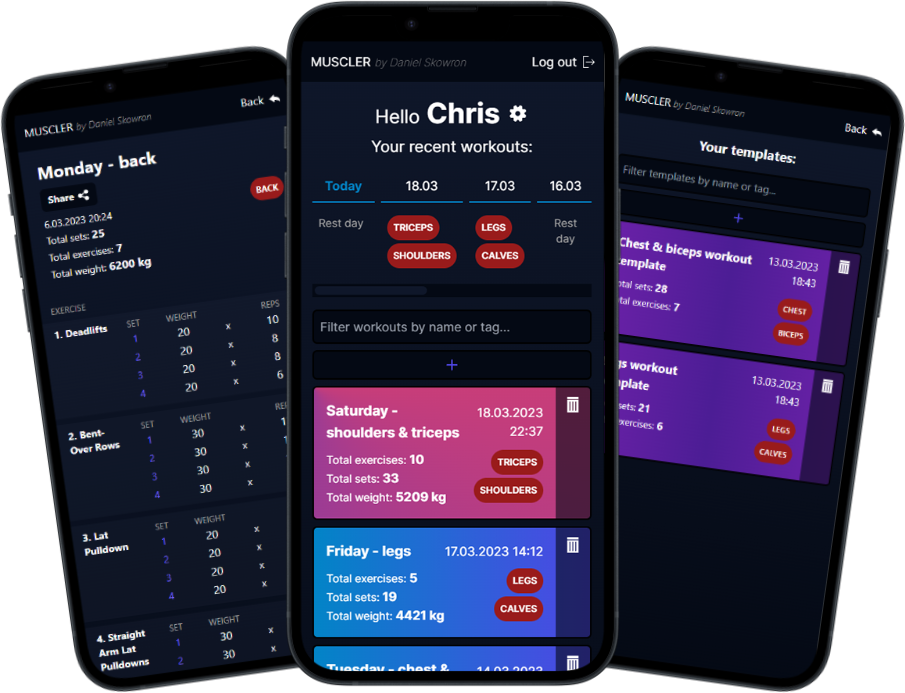 MUSCLER by Daniel Skowron
Back
Monday - back
Share
BACK
6.03.2023 20:24
Total sets: 25
Total exercises: 7
Total weight: 6200 kg
EXERCISE
SET WEIGHT REPS
1. Deadlifts
1 20 x 10
2 20 x 8
3 20 x 8
4 20 x 6
2. Bent-
Over Rows
SET WEIGHT
1 30 x
2 30 x
3 30 x
4 30 x
3. Lat
Pulldown
SET WEIGHT
1 20 x
2 20 x
3 20 x
4 20 x
4. Straight
Arm Lat
Pulldowns
SET WEIGHT
1 30 x
2 30 x
MUSCLER by Daniel Skowron
Log out
Hello Chris
Your recent workouts:
Today 18.03 17.03 16.03
Rest day
TRICEPS
SHOULDERS
LEGS
CALVES
Rest
day
Filter workouts by name or tag...
+
Saturday -
shoulders & triceps
18.03.2023
22:37
Total exercises: 10
Total sets: 33
Total weight: 5209 kg
TRICEPS
SHOULDERS
Friday - legs
17.03.2023 14:12
Total exercises: 5
Total sets: 19
Total weight: 4421 kg
LEGS
CALVES
Tuesday - chest &
14.03.2023
MUSCLER by Daniel Skowron
Back
Your templates:
Filter templates by name or tag...
+
Chest & biceps workout
template
13.03.2023
18:43
otal sets: 28
otal exercises: 7
CHEST
BICEPS
gs workout
mplate
13.03.2023
18:43
sets: 21
exercises: 6
LEGS
CALVES